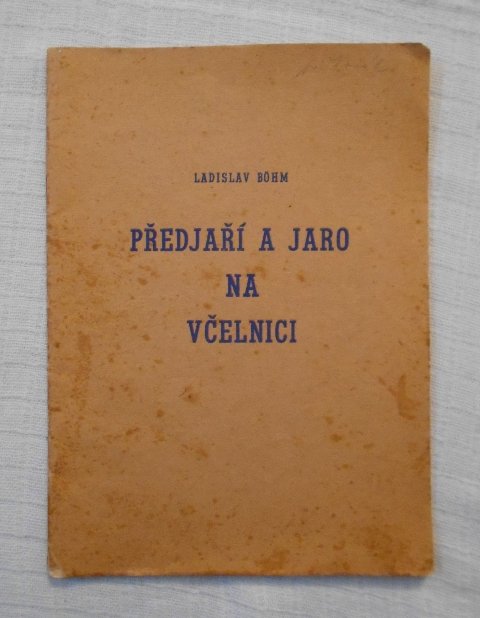 LADISLAV BÖHM
PŘEDJAŘÍ A JARO
NA
VČELNICI